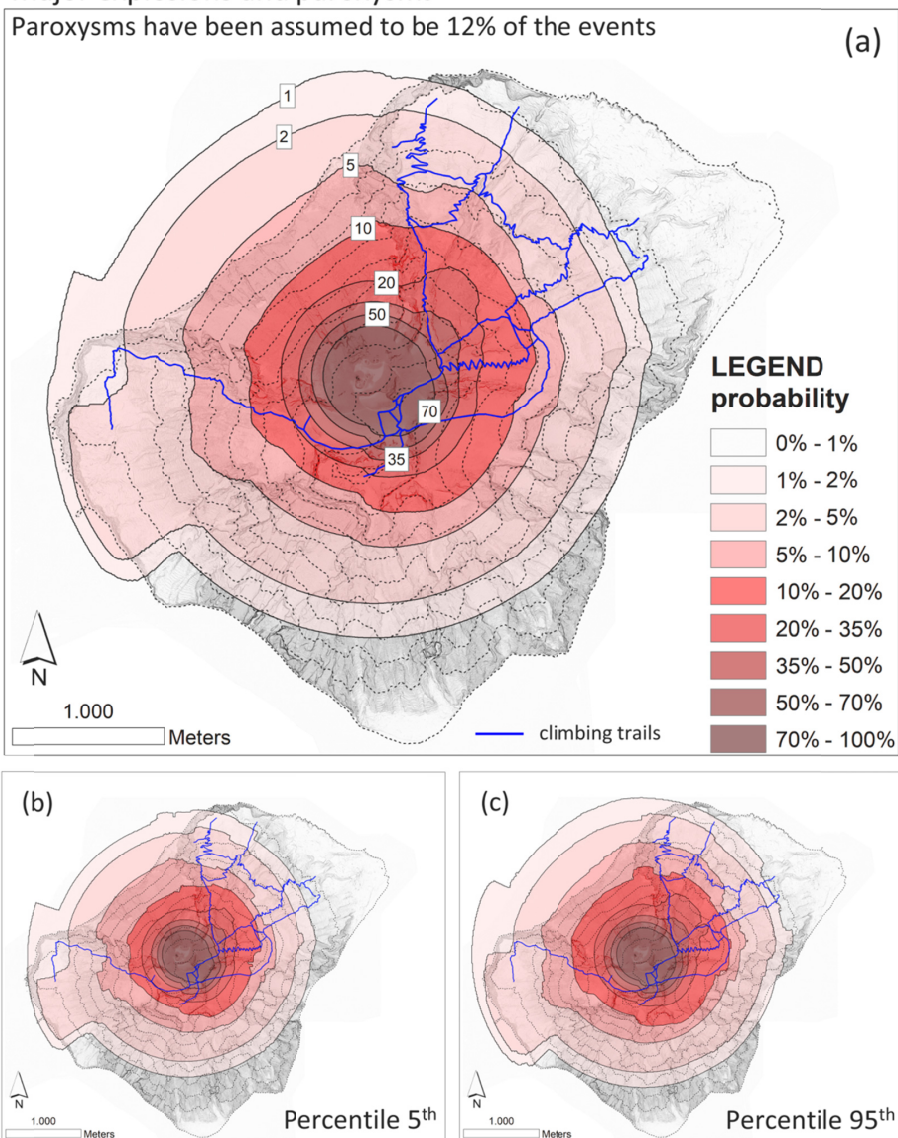 Paroxysms have been assumed to be 12% of the events
(a)
1
2
5
10
20
50
70
35
LEGEND
probability
0% - 1%
1% - 2%
2% - 5%
5% - 10%
10% - 20%
20% - 35%
35% - 50%
50% - 70%
70% - 100%
N
1.000
Meters
climbing trails
(b)
N
1.000
Meters
Percentile 5th
(c)
N
1.000
Meters
Percentile 95th